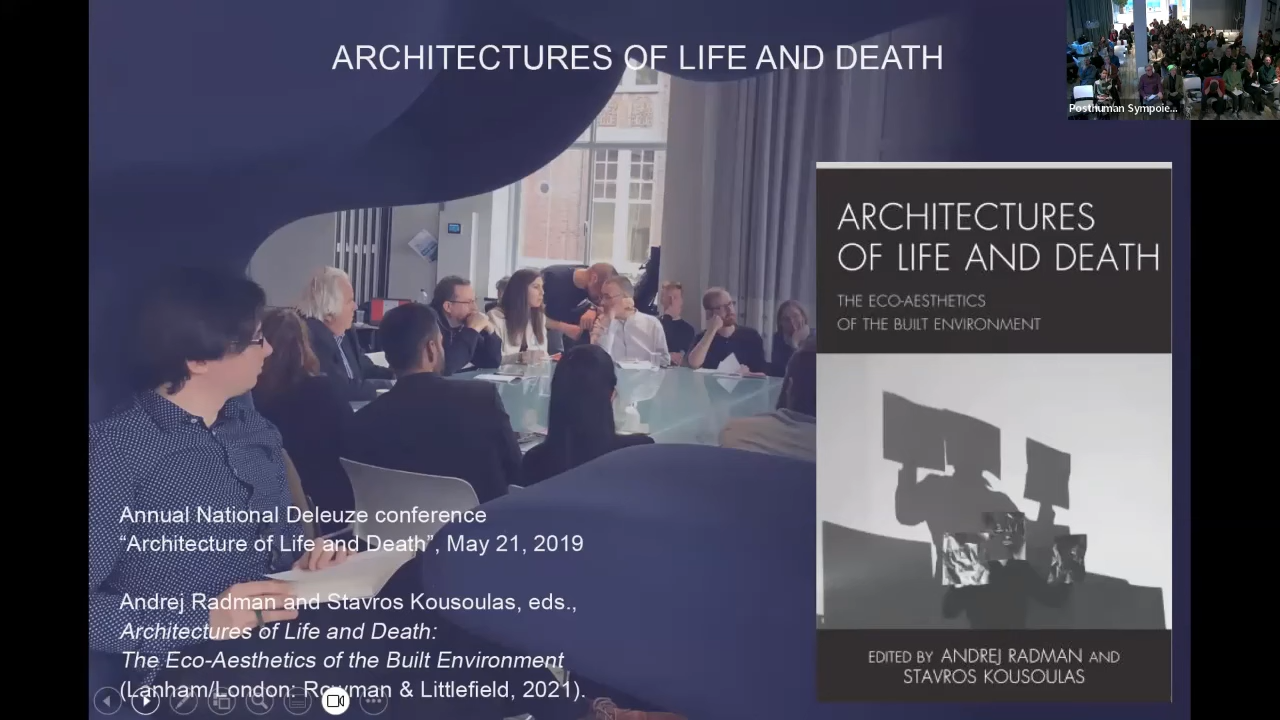 ARCHITECTURES OF LIFE AND DEATH
Posthuman Sympoie...
ARCHITECTURES
OF LIFE AND DEATH
THE ECO-AESTHETICS
OF THE BUILT ENVIRONMENT
EDITED BY ANDREJ RADMAN AND
STAVROS KOUSOULAS
Annual National Deleuze conference
“Architecture of Life and Death”, May 21, 2019
Andrej Radman and Stavros Kousoulas, eds.,
Architectures of Life and Death:
The Eco-Aesthetics of the Built Environment
(Lanham/London: Rowman & Littlefield, 2021).